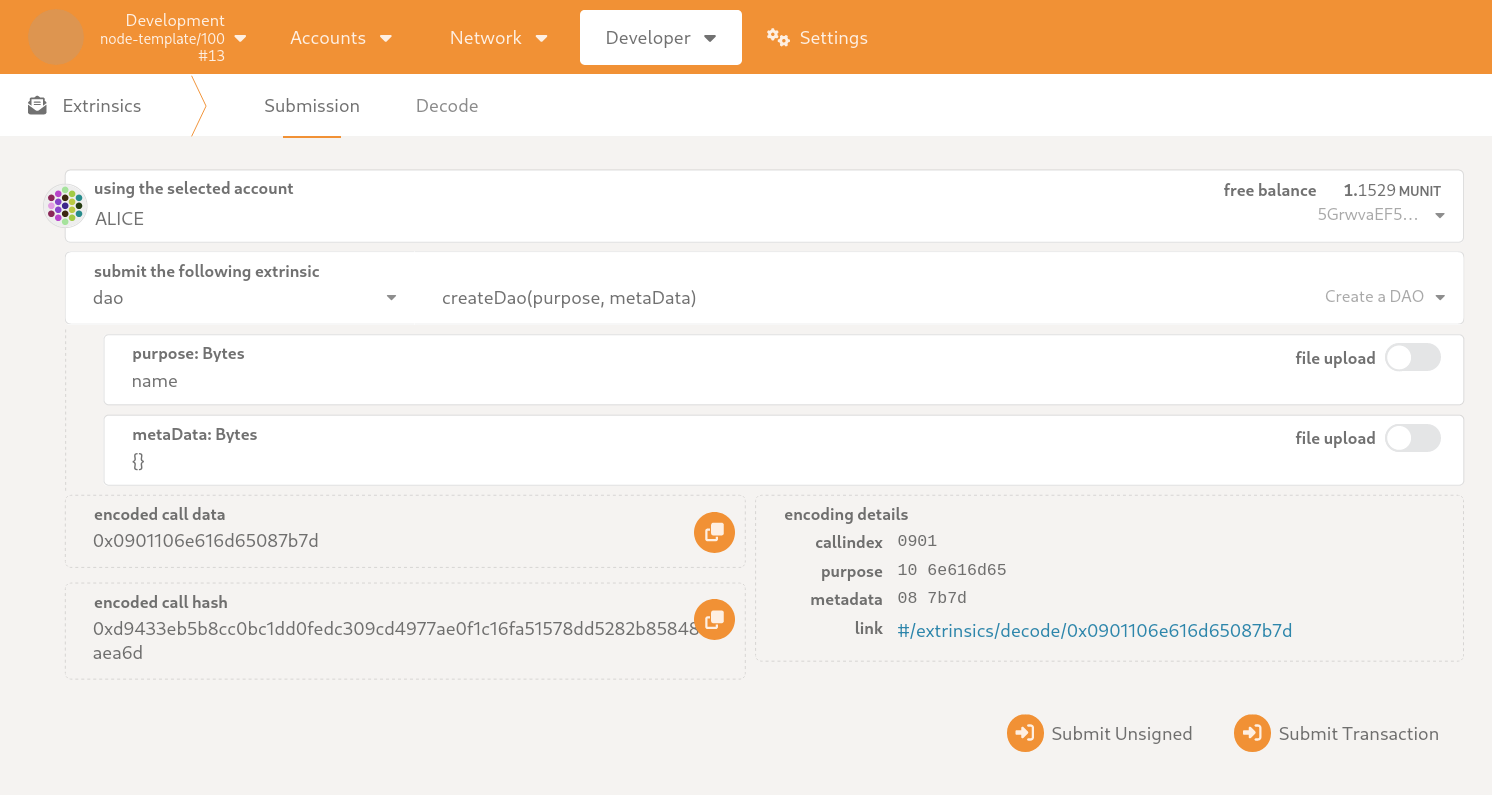 Development
node-template/100
#13
Accounts
Network
Developer
Settings
Extrinsics
Submission
Decode
using the selected account
ALICE
free balance 1.1529 MUNIT
5GrwvaEF5...
submit the following extrinsic
dao
createDao(purpose, metaData)
Create a DAO
purpose: Bytes
name
file upload
metaData: Bytes
{}
file upload
encoded call data
0x0901106e616d65087b7d
encoded call hash
0xd9433eb5b8cc0bc1dd0fedc309cd4977ae0f1c16fa51578dd5282b85848
aea6d
encoding details
callindex 0901
purpose 10 6e616d65
metadata 08 7b7d
link #/extrinsics/decode/0x0901106e616d65087b7d
Submit Unsigned
Submit Transaction